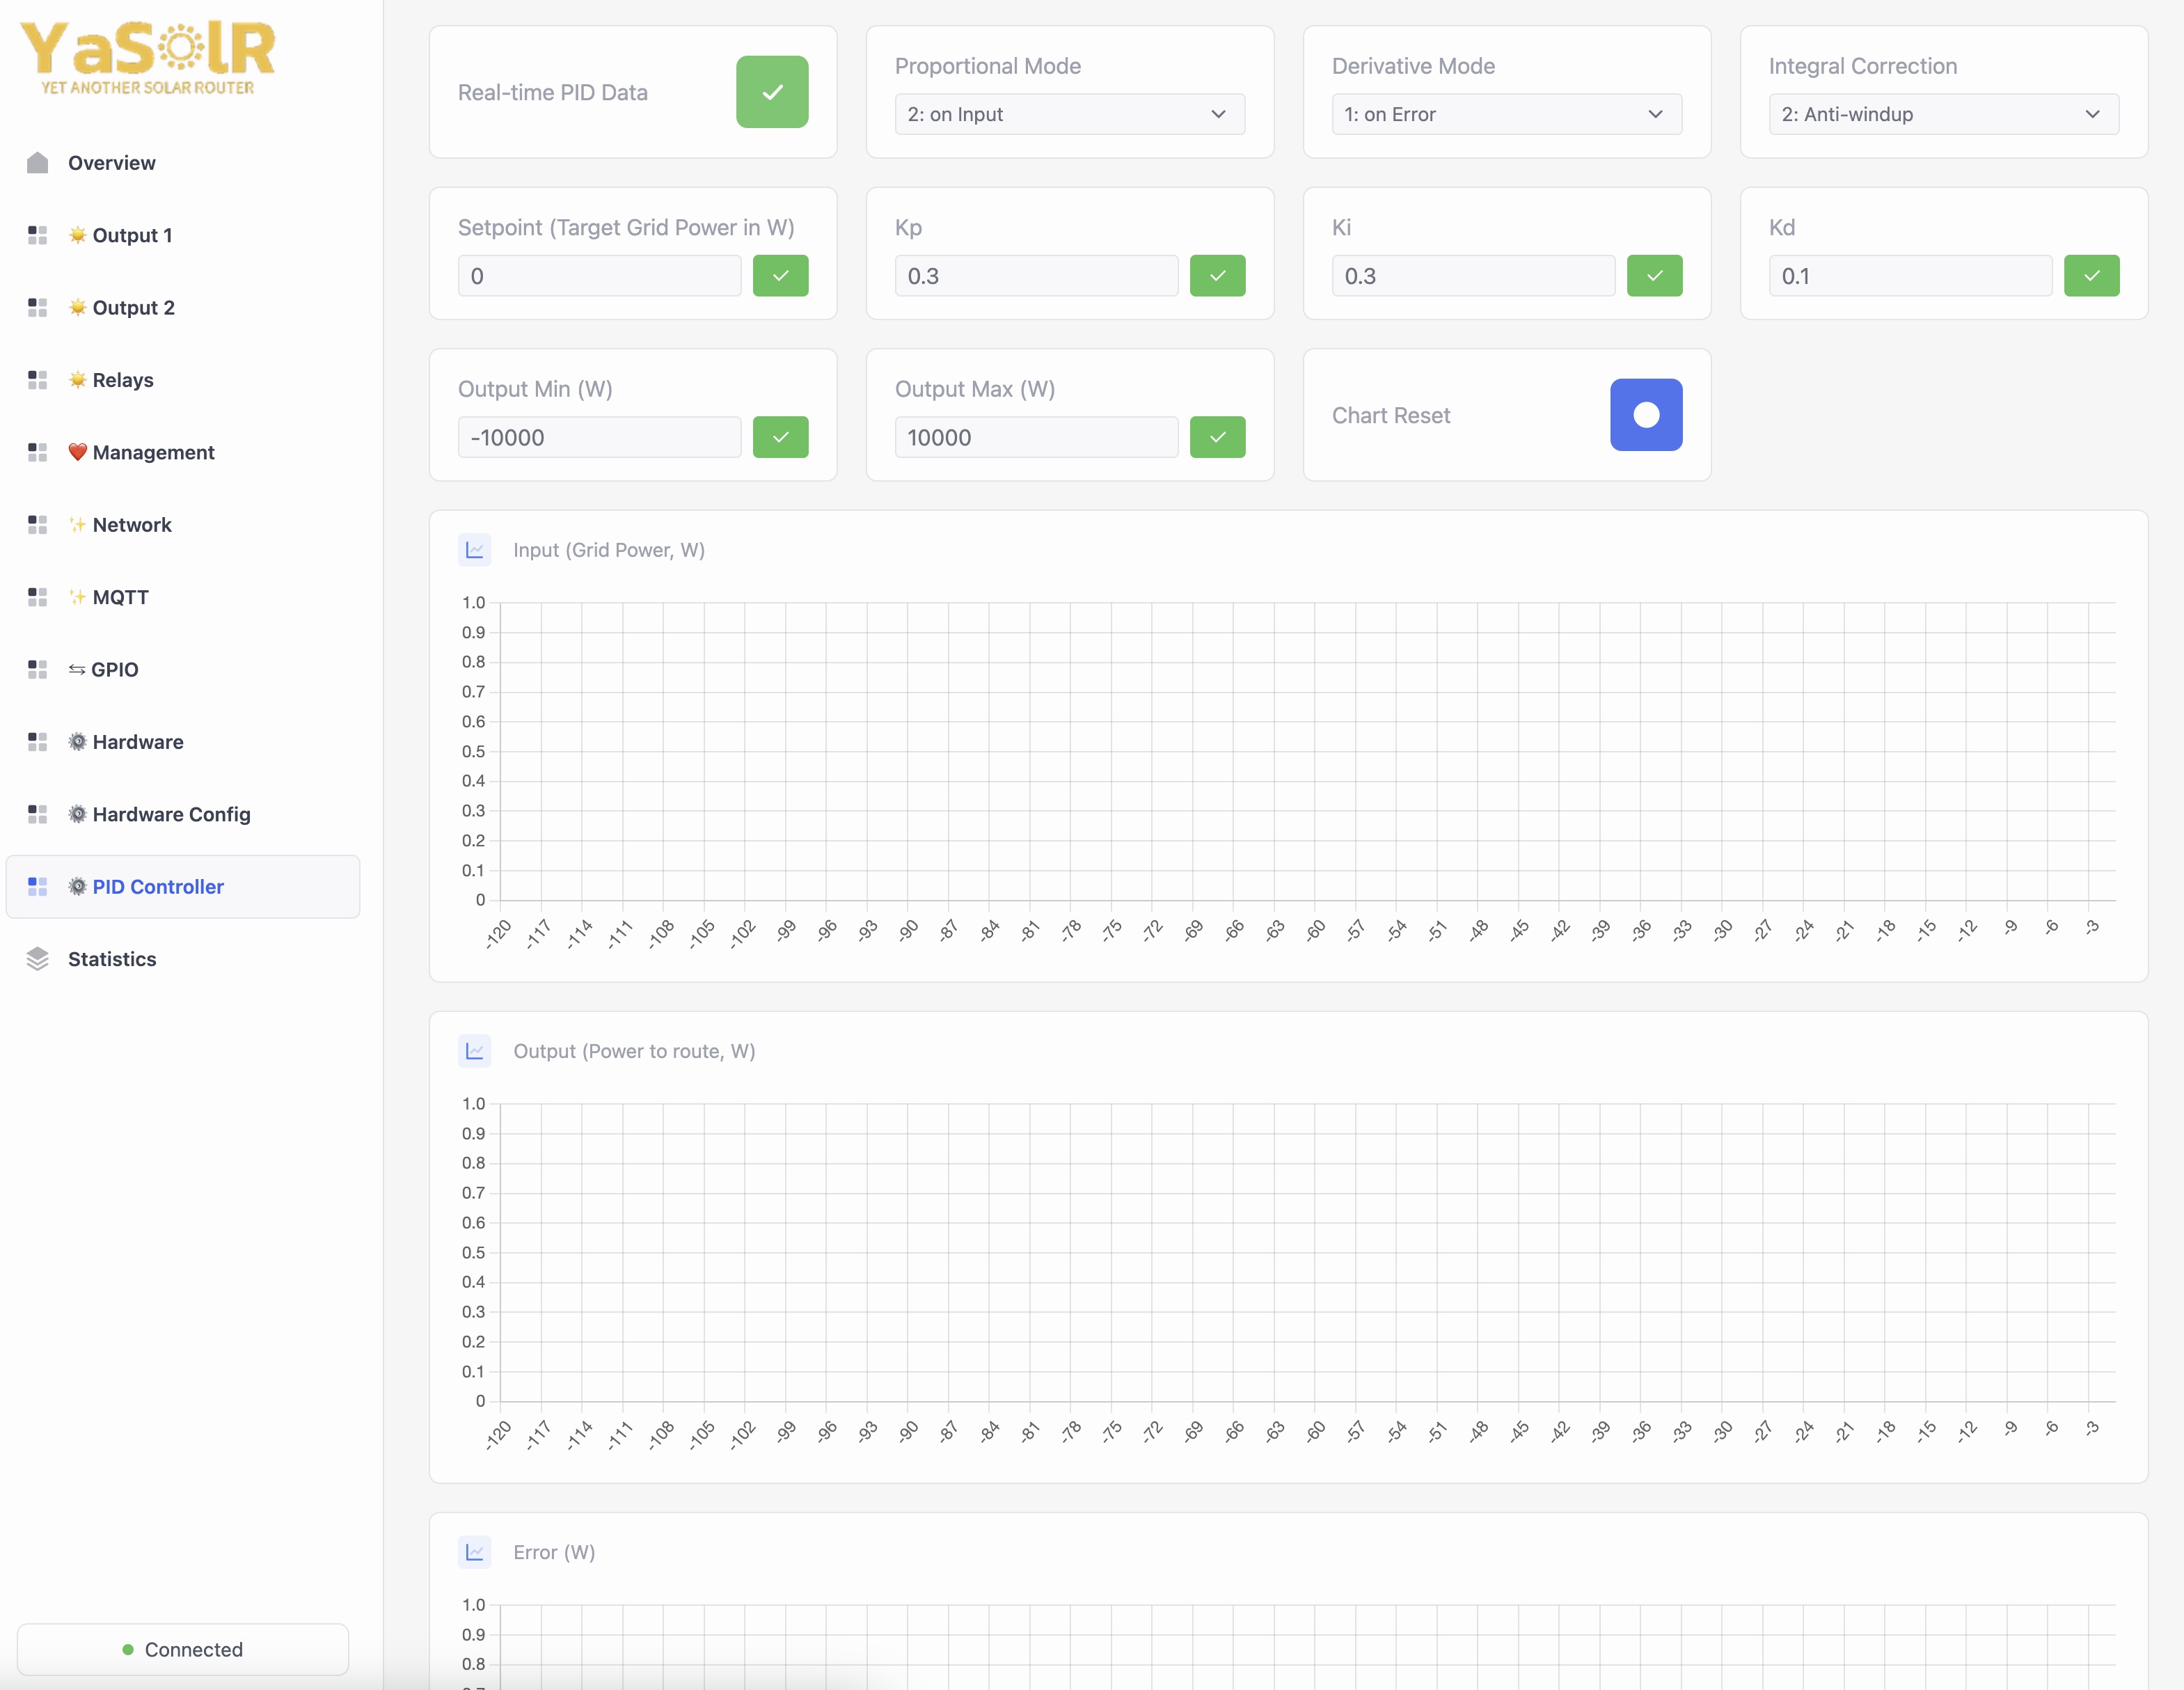 YaSolR
YET ANOTHER SOLAR ROUTER
Overview
☀️ Output 1
☀️ Output 2
☀️ Relays
❤️ Management
✨ Network
✨ MQTT
⇆ GPIO
⚙️ Hardware
⚙️ Hardware Config
⚙️ PID Controller
Statistics
Connected
Real-time PID Data
Proportional Mode
2: on Input
Derivative Mode
1: on Error
Integral Correction
2: Anti-windup
Setpoint (Target Grid Power in W)
0
Kp
0.3
Ki
0.3
Kd
0.1
Output Min (W)
-10000
Output Max (W)
10000
Chart Reset
Input (Grid Power, W)
1.0
0.9
0.8
0.7
0.6
0.5
0.4
0.3
0.2
0.1
0
-120 -117 -114 -111 -108 -105 -102 -99 -96 -93 -90 -87 -84 -81 -78 -75 -72 -69 -66 -63 -60 -57 -54 -51 -48 -45 -42 -39 -36 -33 -30 -27 -24 -21 -18 -15 -12 -9 -6 -3
Output (Power to route, W)
1.0
0.9
0.8
0.7
0.6
0.5
0.4
0.3
0.2
0.1
0
-120 -117 -114 -111 -108 -105 -102 -99 -96 -93 -90 -87 -84 -81 -78 -75 -72 -69 -66 -63 -60 -57 -54 -51 -48 -45 -42 -39 -36 -33 -30 -27 -24 -21 -18 -15 -12 -9 -6 -3
Error (W)
1.0
0.9
0.8